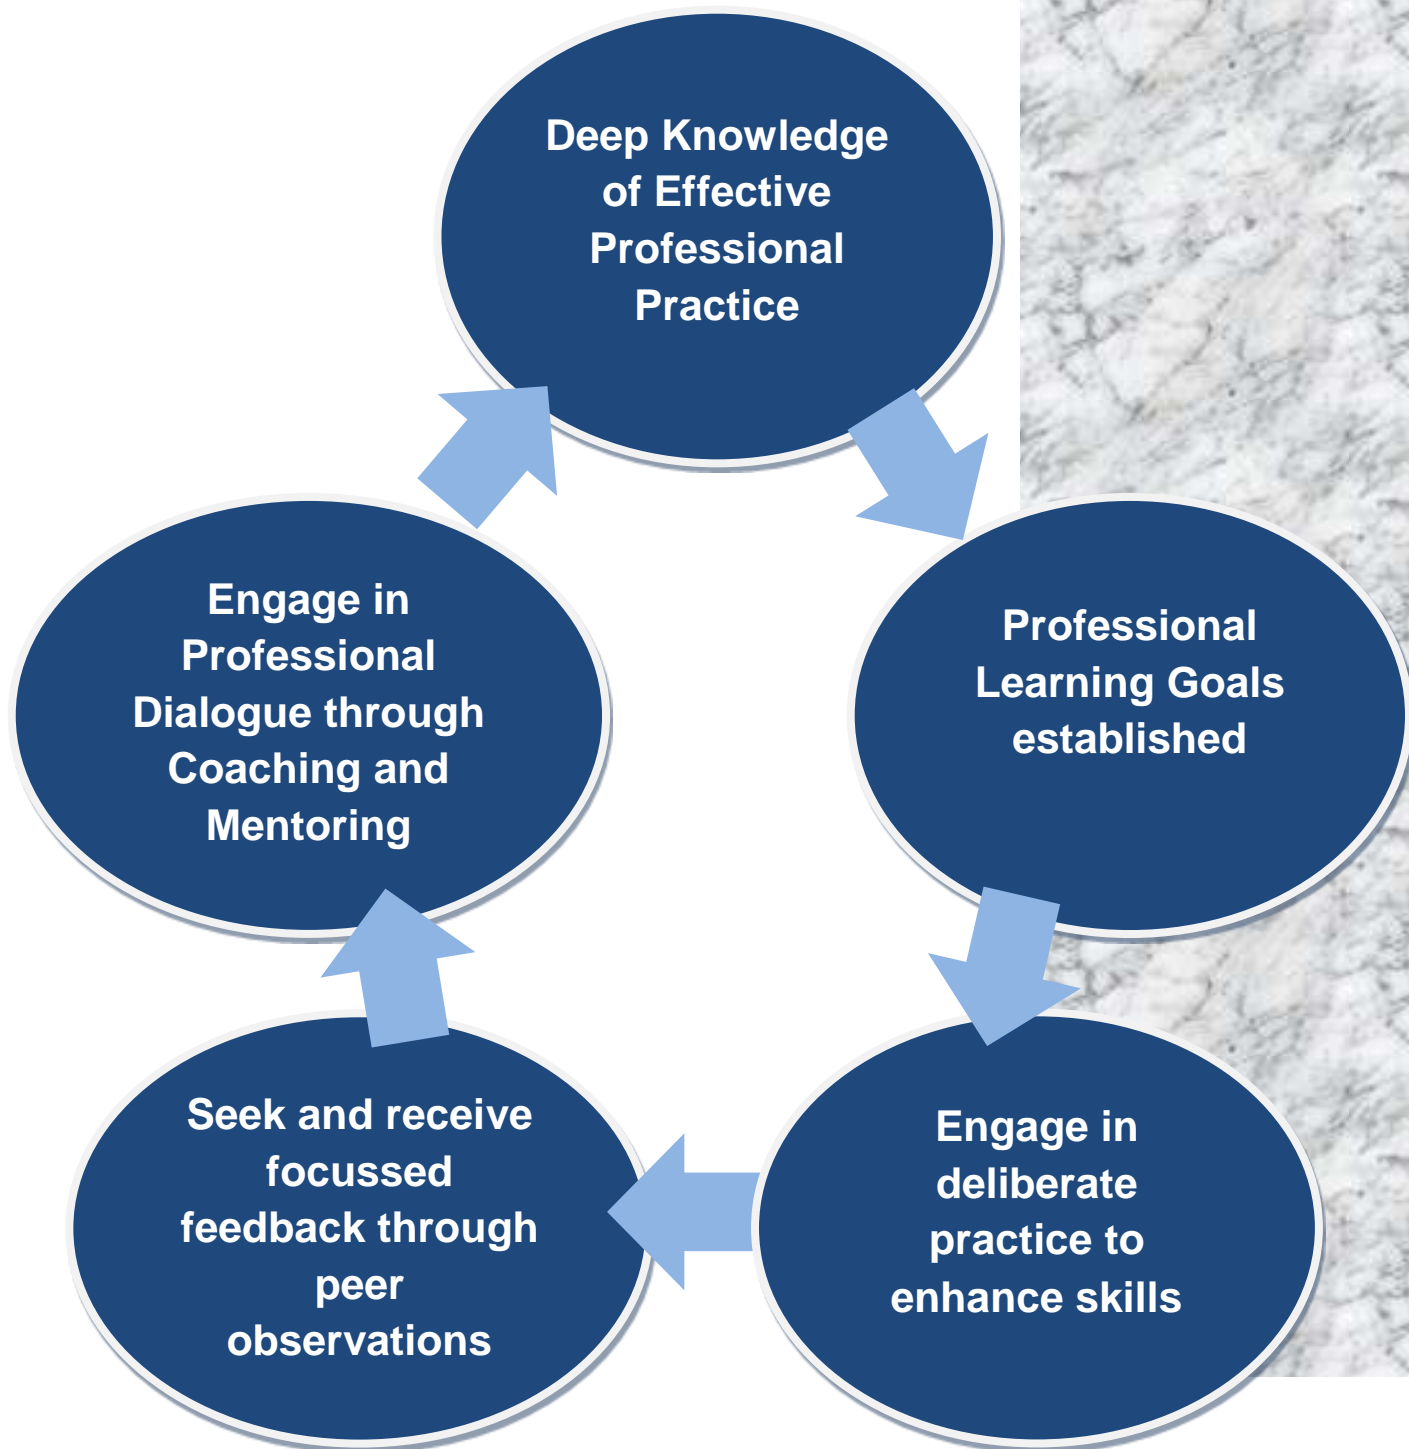 Deep Knowledge
of Effective
Professional
Practice
Professional
Learning Goals
established
Engage in
deliberate
practice to
enhance skills
Seek and receive
focussed
feedback through
peer
observations
Engage in
Professional
Dialogue through
Coaching and
Mentoring